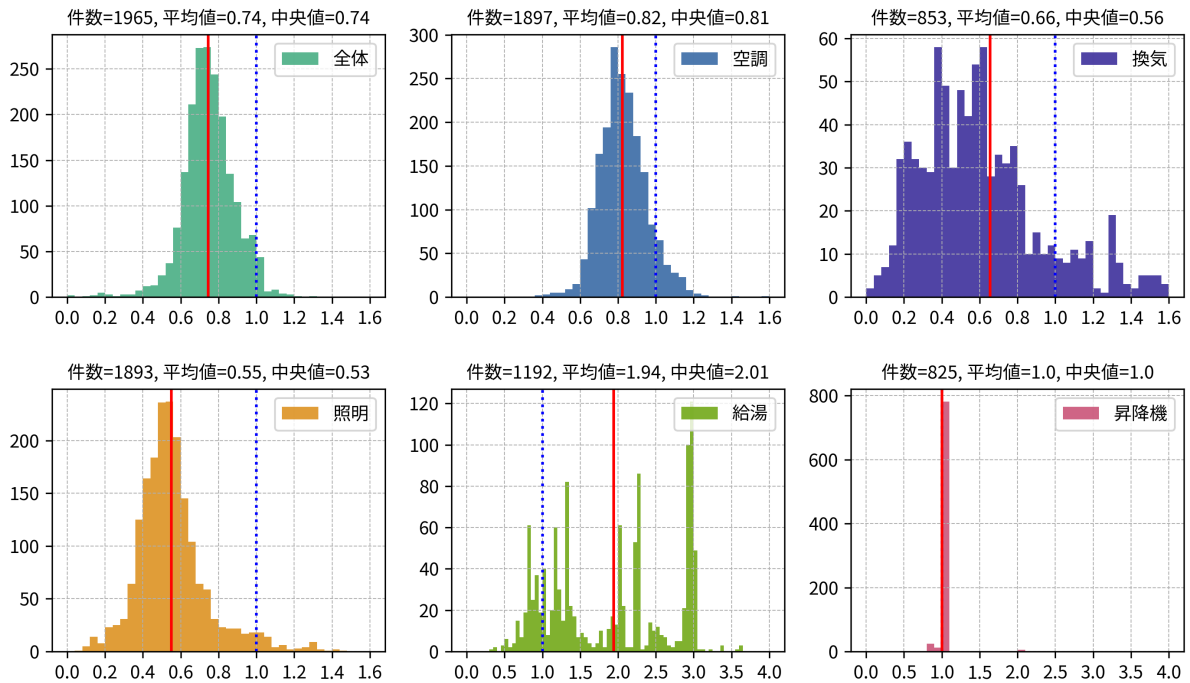 件数=1965, 平均値=0.74, 中央値=0.74
全体
250
200
150
100
50
0
0.0 0.2 0.4 0.6 0.8 1.0 1.2 1.4 1.6
件数=1897, 平均値=0.82, 中央値=0.81
空調
300
250
200
150
100
50
0
0.0 0.2 0.4 0.6 0.8 1.0 1.2 1.4 1.6
件数=853, 平均値=0.66, 中央値=0.56
換気
60
50
40
30
20
10
0
0.0 0.2 0.4 0.6 0.8 1.0 1.2 1.4 1.6
件数=1893, 平均値=0.55, 中央値=0.53
照明
200
150
100
50
0
0.0 0.2 0.4 0.6 0.8 1.0 1.2 1.4 1.6
件数=1192, 平均値=1.94, 中央値=2.01
給湯
120
100
80
60
40
20
0
0.0 0.5 1.0 1.5 2.0 2.5 3.0 3.5 4.0
件数=825, 平均値=1.0, 中央値=1.0
昇降機
800
600
400
200
0
0.0 0.5 1.0 1.5 2.0 2.5 3.0 3.5 4.0